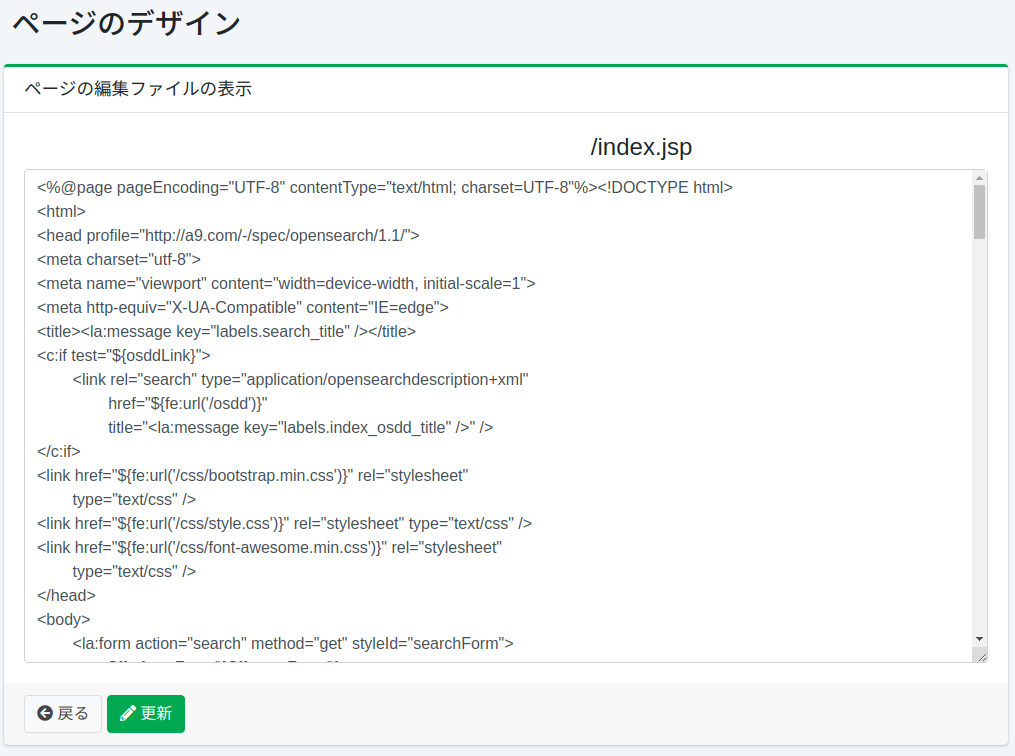 ページのデザイン
ページの編集ファイルの表示
/index.jsp
<%@page pageEncoding="UTF-8" contentType="text/html; charset=UTF-8"%><!DOCTYPE html>
<html>
<head profile="http://a9.com/-/spec/opensearch/1.1/">
<meta charset="utf-8">
<meta name="viewport" content="width=device-width, initial-scale=1">
<meta http-equiv="X-UA-Compatible" content="IE=edge">
<title><la:message key="labels.search_title" /></title>
<c:if test="${osddLink}">
<link rel="search" type="application/opensearchdescription+xml"
href="${fe:url('/osdd')}"
title="<la:message key="labels.index_osdd_title" />" />
</c:if>
<link href="${fe:url('/css/bootstrap.min.css')}" rel="stylesheet"
type="text/css" />
<link href="${fe:url('/css/style.css')}" rel="stylesheet" type="text/css" />
<link href="${fe:url('/css/font-awesome.min.css')}" rel="stylesheet"
type="text/css" />
</head>
<body>
<la:form action="search" method="get" styleId="searchForm">
戻る
更新